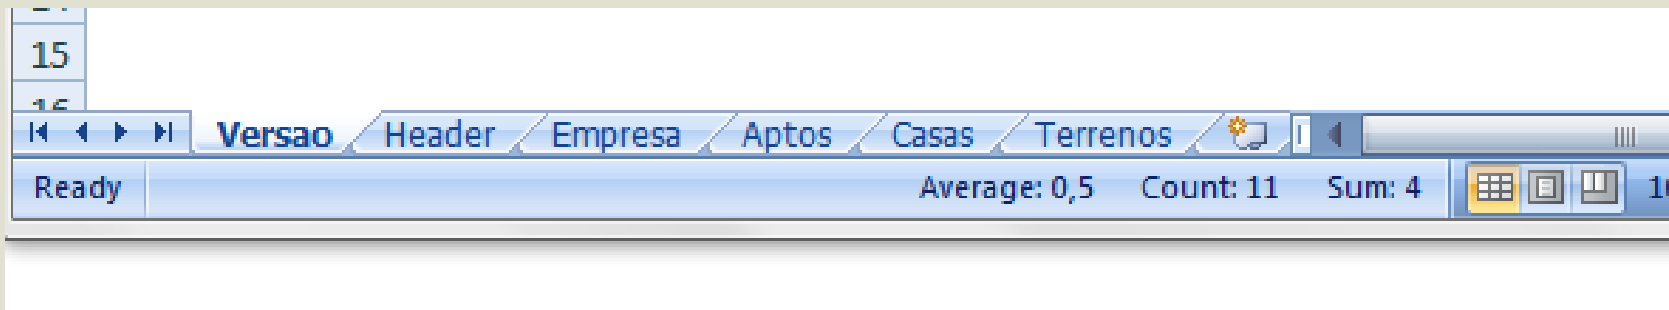 15
Versao Header Empresa Aptos Casas Terrenos
Ready Average: 0,5 Count: 11 Sum: 4